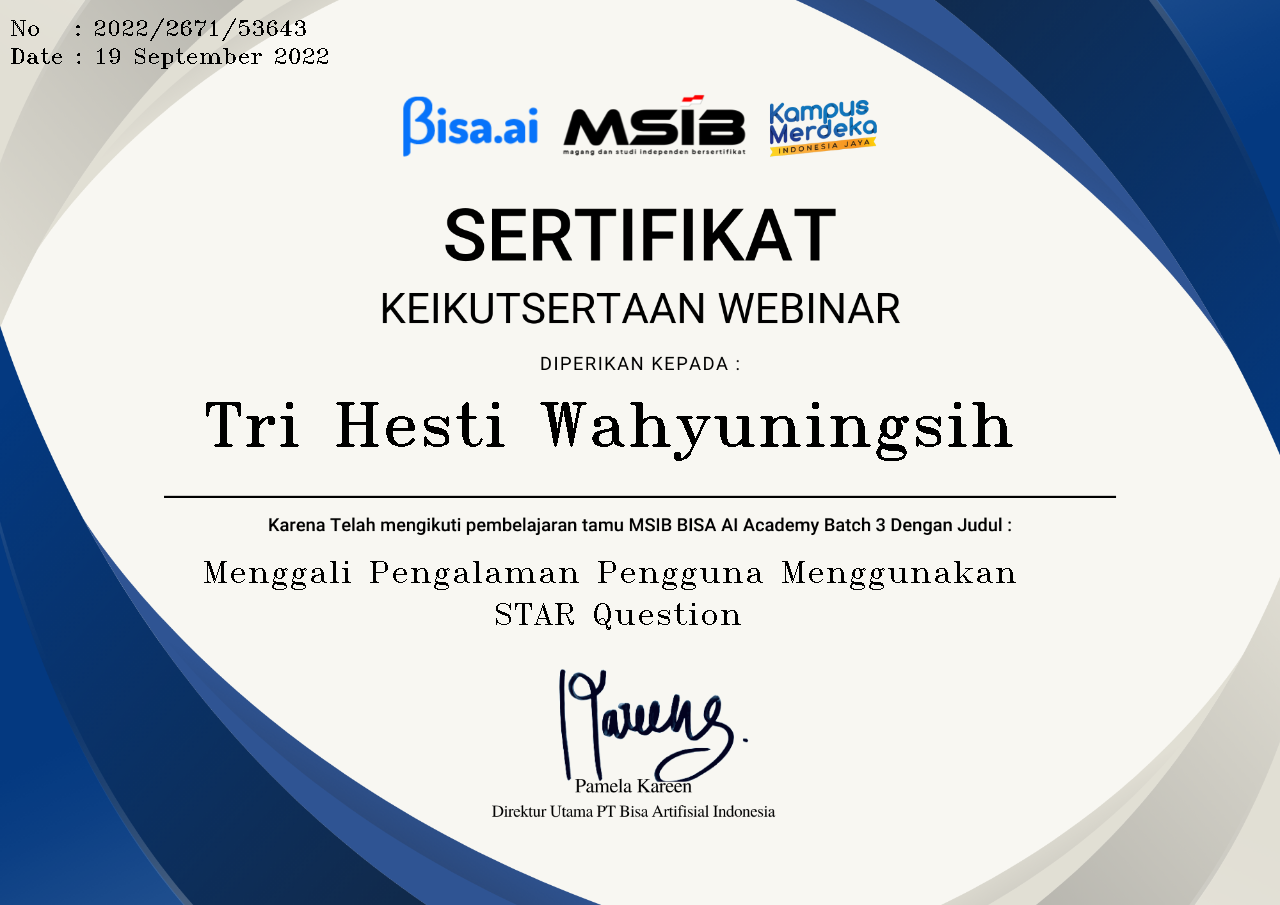 No : 2022/2671/53643
Date : 19 September 2022
Bisa.ai
MSIB
magang dan studi independen bersertifikat
Kampus
Merdeka
INDONESIA JAYA
SERTIFIKAT
KEIKUTSERTAAN WEBINAR
DIPERIKAN KEPADA :
Tri Hesti Wahyuningsih
Karena Telah mengikuti pembelajaran tamu MSIB BISA AI Academy Batch 3 Dengan Judul :
Menggali Pengalaman Pengguna Menggunakan
STAR Question
Pamela Kareen
Direktur Utama PT Bisa Artifisial Indonesia